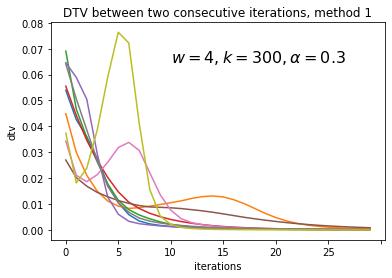 DTV between two consecutive iterations, method 1
w = 4, k = 300, α = 0.3
dtv
0.08
0.07
0.06
0.05
0.04
0.03
0.02
0.01
0.00
0 5 10 15 20 25
iterations